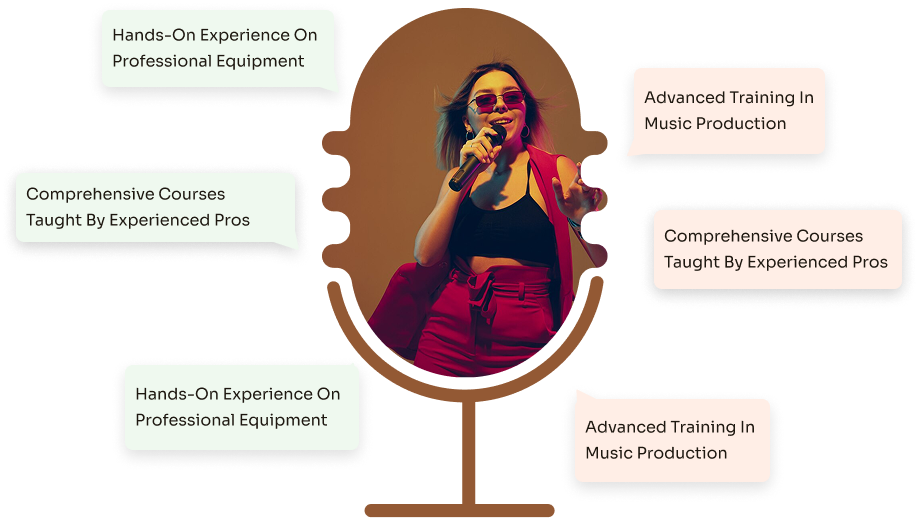 Hands-On Experience On
Professional Equipment
Advanced Training In
Music Production
Comprehensive Courses
Taught By Experienced Pros
Comprehensive Courses
Taught By Experienced Pros
Hands-On Experience On
Professional Equipment
Advanced Training In
Music Production